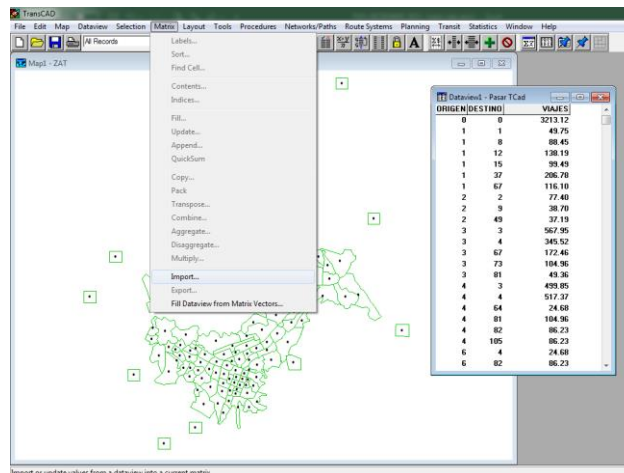 TransCAD
File Edit Map Dataview Selection Matrix Layout Tools Procedures Networks/Paths Route Systems Planning Transit Statistics Window Help
All Records
Map1 - ZAT
Labels...
Sort...
Find Cell...
Contents...
Indices...
Fill...
Update...
Append...
QuickSum
Copy...
Pack
Transpose...
Combine...
Aggregate...
Disaggregate...
Multiply...
Import...
Export...
Fill Dataview from Matrix Vectors...
Dataview1 - Pasar TCad
ORIGEN DESTINO VIAJES
0 0 3213.12
1 1 49.75
1 8 88.45
1 12 138.19
1 15 99.49
1 37 206.78
1 67 116.10
2 2 77.40
2 9 38.70
2 49 37.19
3 3 567.95
3 4 345.52
3 67 172.46
3 73 104.96
3 81 49.36
4 3 499.85
4 4 517.37
4 64 24.68
4 81 104.96
4 82 86.23
4 105 86.23
6 4 24.68
6 82 86.23
Import or update values from a dataview into a current matrix